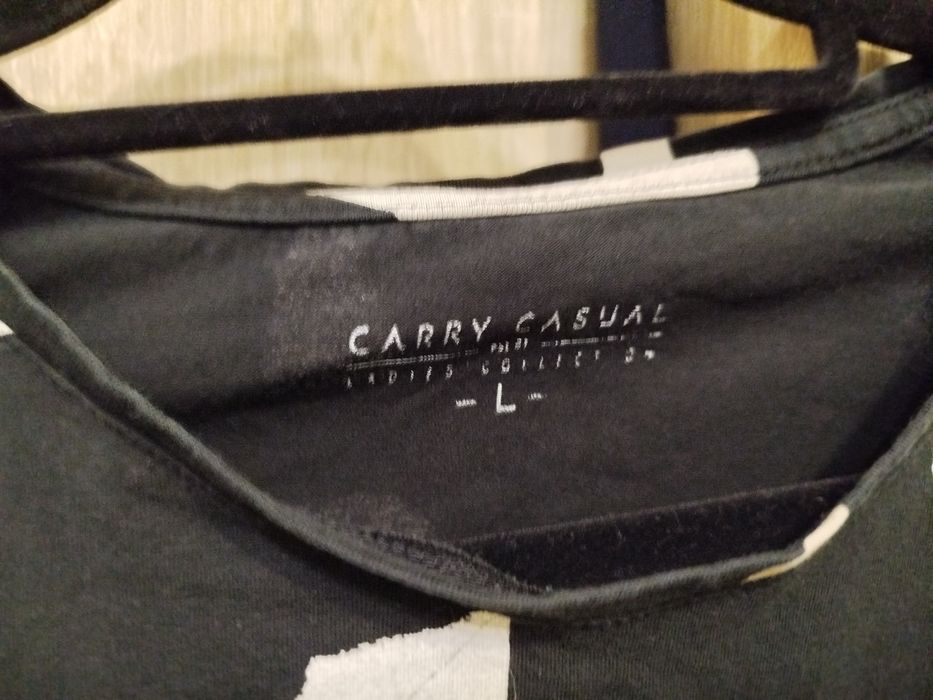 CARRY CASUAL
LADIES COLLECTION
- L -